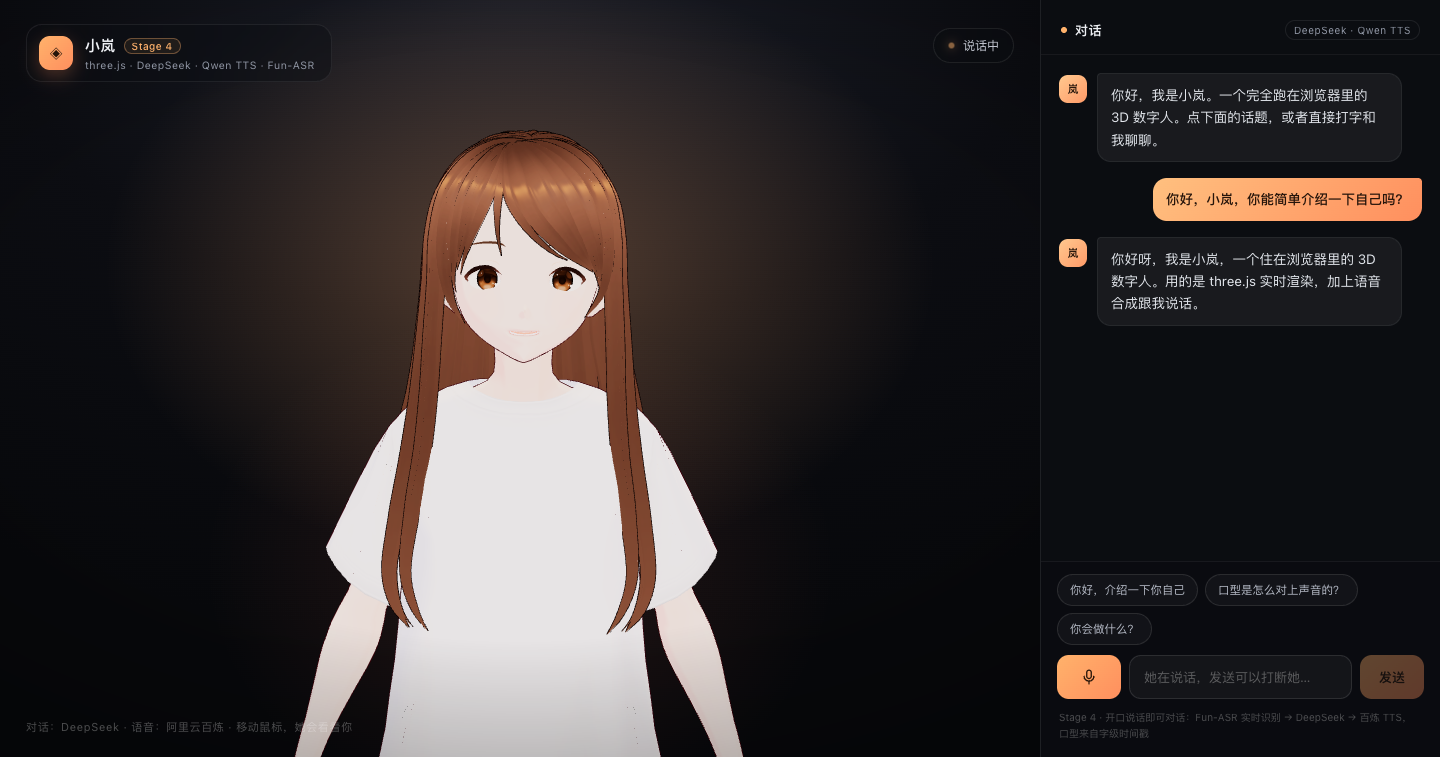 小岚 Stage 4
three.js · DeepSeek · Qwen TTS · Fun-ASR
说话中
对话：DeepSeek · 语音：阿里云百炼 · 移动鼠标，她会看着你
对话
DeepSeek · Qwen TTS
岚
你好，我是小岚。一个完全跑在浏览器里的
3D 数字人。点下面的话题，或者直接打字和
我聊聊。
你好，小岚，你能简单介绍一下自己吗？
岚
你好呀，我是小岚，一个住在浏览器里的 3D
数字人。用的是 three.js 实时渲染，加上语音
合成跟我说话。
你好，介绍一下你自己
口型是怎么对上声音的？
你会做什么？
她在说话，发送可以打断她...
发送
Stage 4 · 开口说话即可对话：Fun-ASR 实时识别 → DeepSeek → 百炼 TTS，
口型来自字级时间戳